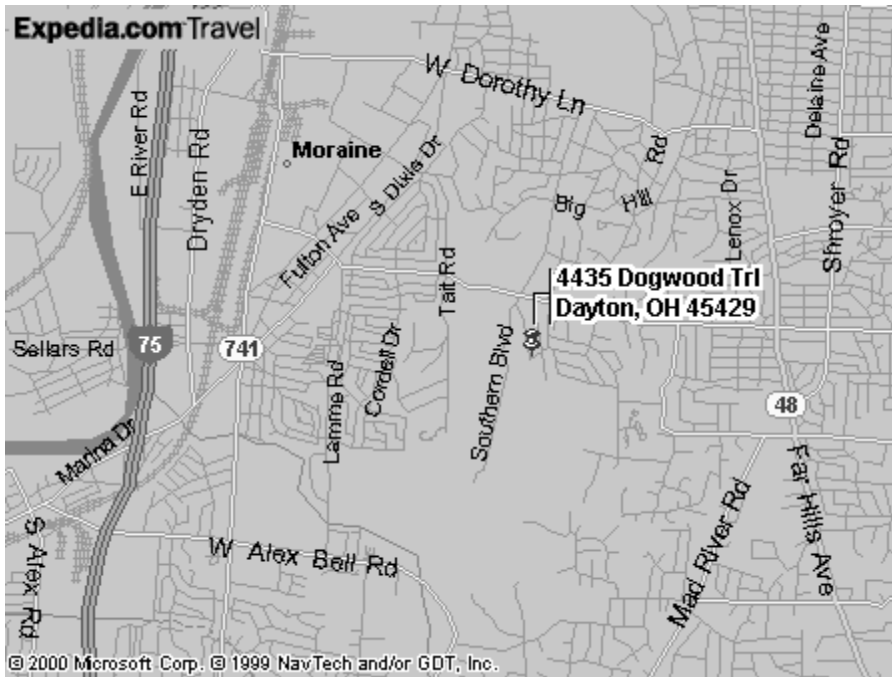 Expedia.com Travel
W Dorothy Ln
E River Rd
Dryden Rd
Moraine
S Dixie Dr
Fulton Ave
Big Hill Rd
Lenox Dr
Delaine Ave
Shroyer Rd
Tait Rd
4435 Dogwood Trl
Dayton, OH 45429
Sellars Rd
75
741
Lamme Rd
Cordell Dr
Southern Blvd
48
Marina Dr
Far Hills Ave
Mad River Rd
S Alex Rd
W Alex Bell Rd
© 2000 Microsoft Corp. © 1999 NavTech and/or GDT, Inc.